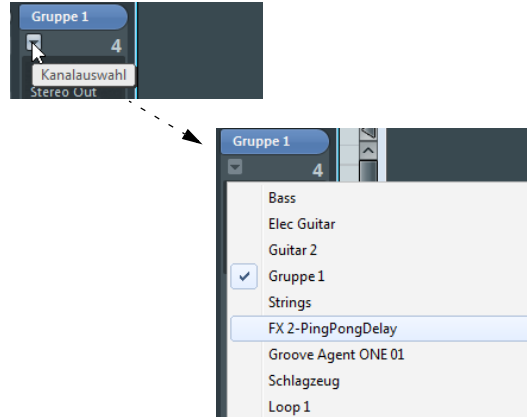 Gruppe 1
4
Kanalauswahl
Stereo Out
Gruppe 1
4
Bass
Elec Guitar
Guitar 2
Gruppe 1
Strings
FX 2-PingPongDelay
Groove Agent ONE 01
Schlagzeug
Loop 1